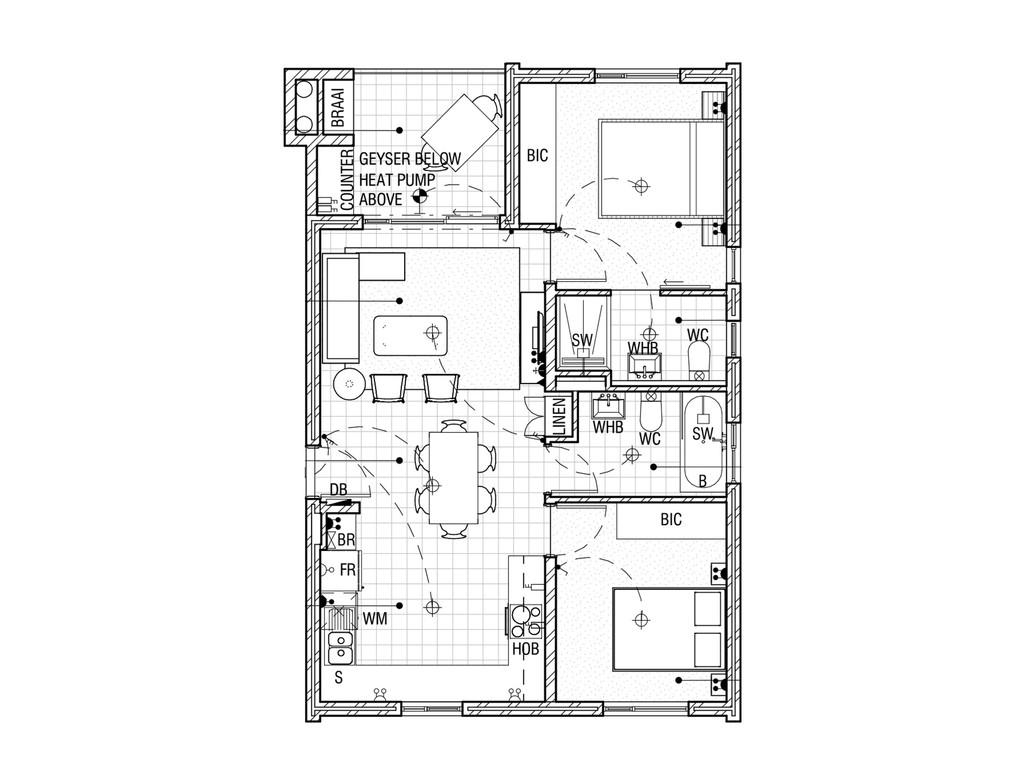 BRAAI
COUNTER
GEYSER BELOW
HEAT PUMP
ABOVE
BIC
SW
WHB
WC
LINEN
WHB
WC
SW
B
DB
BIC
BR
FR
WM
HOB
S